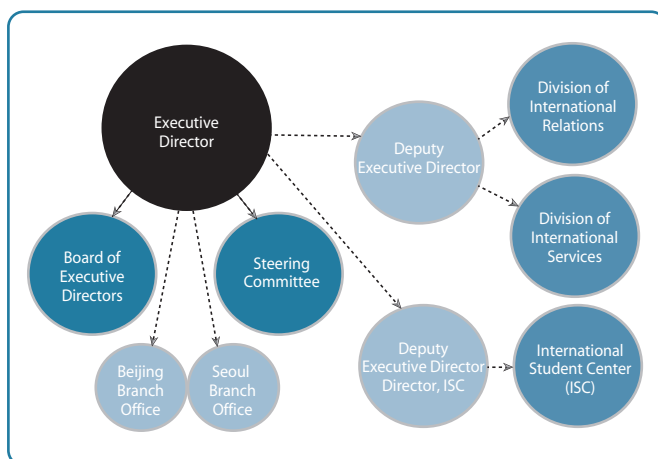 Executive
Director
Deputy
Executive Director
Division of
International
Relations
Division of
International
Services
Board of
Executive
Directors
Steering
Committee
Beijing
Branch
Office
Seoul
Branch
Office
Deputy
Executive Director
Director, ISC
International
Student Center
(ISC)